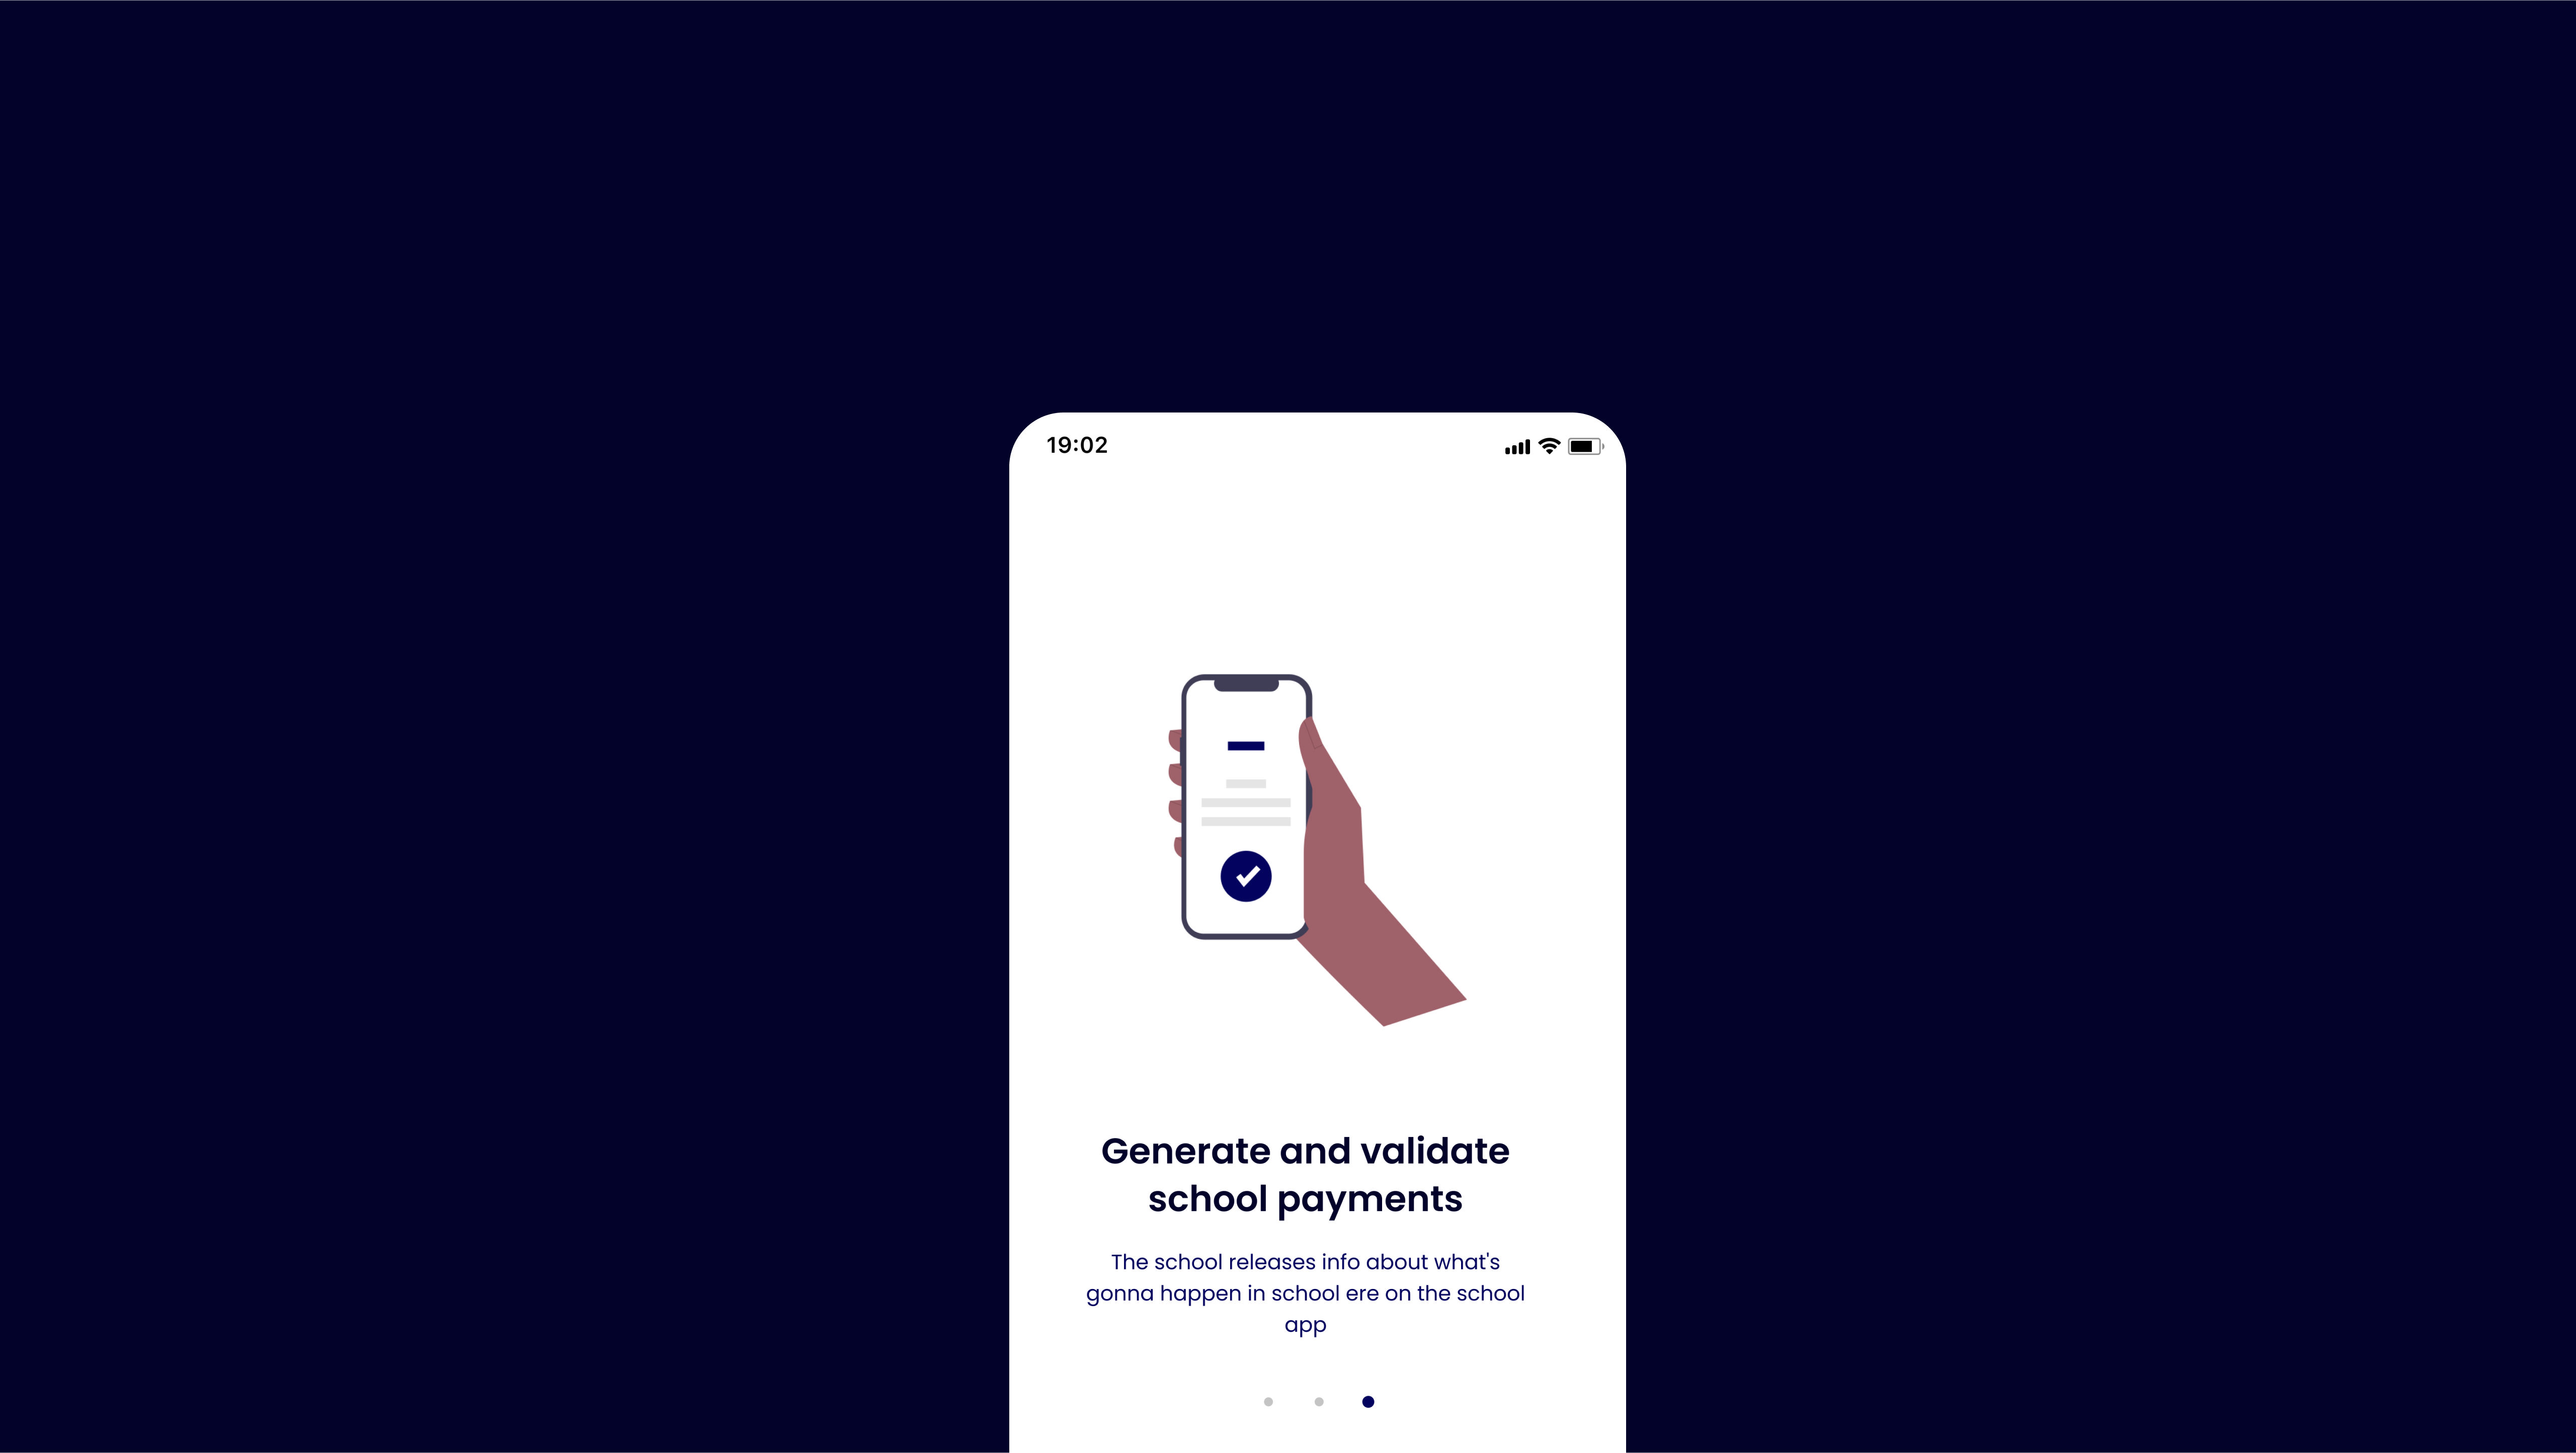 19:02
Generate and validate
school payments
The school releases info about what's
gonna happen in school ere on the school
app